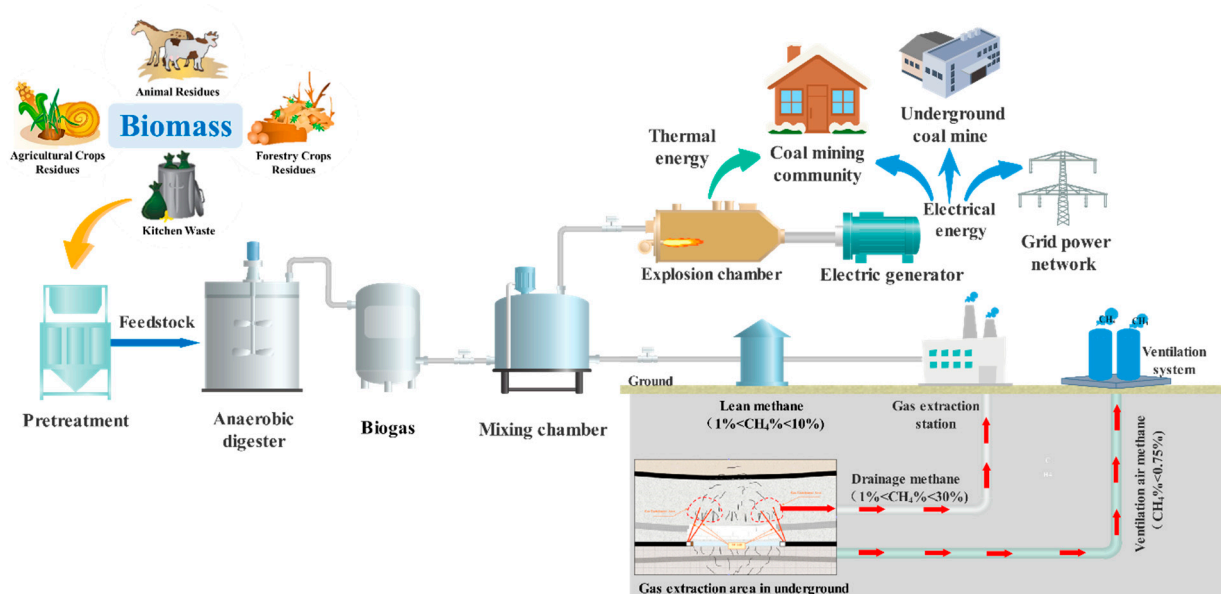 Animal Residues
Biomass
Agricultural Crops
Residues
Forestry Crops
Residues
Kitchen Waste
Feedstock
Pretreatment
Anaerobic
digester
Biogas
Mixing chamber
Thermal
energy
Coal mining
community
Underground
coal mine
Explosion chamber
Electric generator
Electrical
energy
Grid power
network
Ground
Lean methane
(1%<CH₄%<10%)
Gas extraction
station
CH₄
CH₄
Ventilation
system
Drainage methane
(1%<CH₄%<30%)
Ventilation air methane
(CH₄%<0.75%)
Gas extraction area in underground